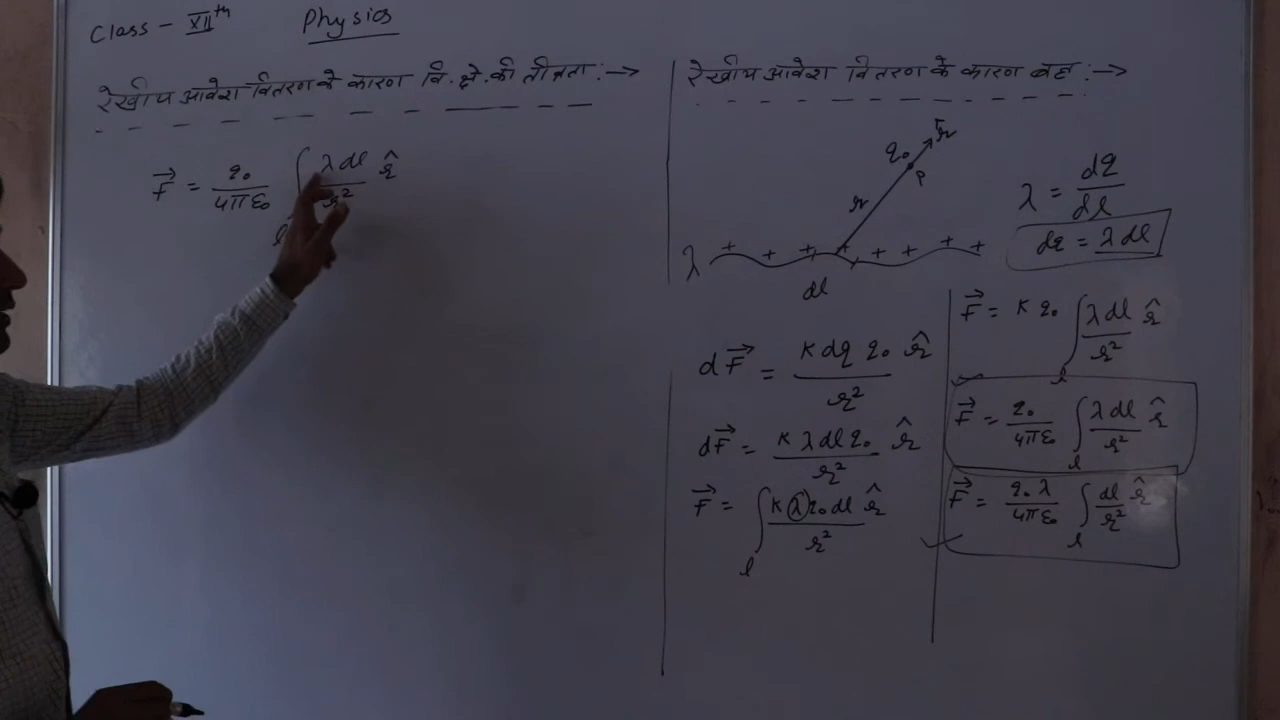 Class - XIIth Physics
रेखीय आवेश वितरण के कारण वि. क्षे. की तीव्रता :→
F⃗ = q₀/4πε₀ ∫l λdl/r² r̂
रेखीय आवेश वितरण के कारण बल :→
r⃗
q₀
P
r
λ + + + + + + + +
dl
λ = dq/dl
dq = λdl
dF⃗ = K dq q₀/r² r̂
dF⃗ = K λ dl q₀/r² r̂
F⃗ = ∫l K λ q₀ dl/r² r̂
F⃗ = K q₀ ∫l λdl/r² r̂
F⃗ = q₀/4πε₀ ∫l λdl/r² r̂
F⃗ = q₀ λ/4πε₀ ∫l dl/r² r̂